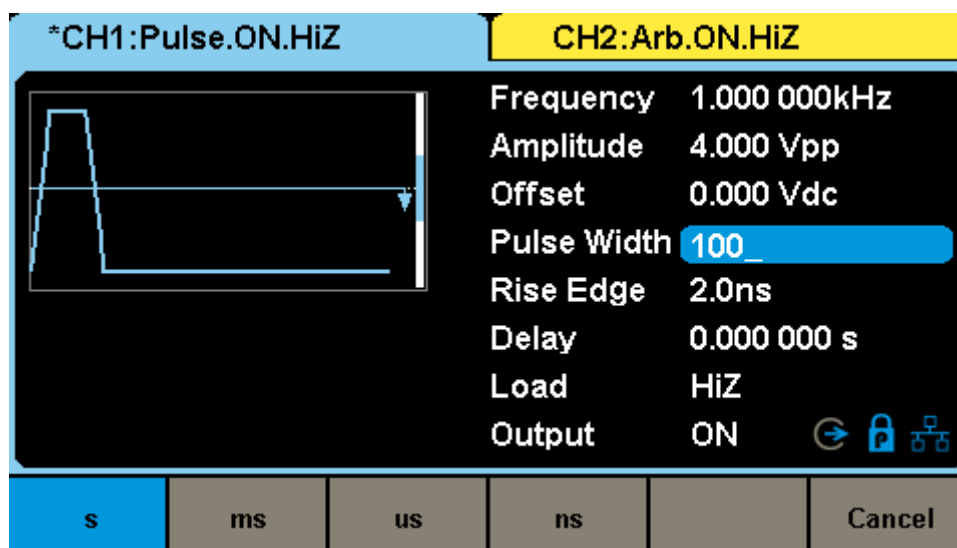 *CH1:Pulse.ON.HiZ CH2:Arb.ON.HiZ
Frequency 1.000 000kHz
Amplitude 4.000 Vpp
Offset 0.000 Vdc
Pulse Width 100_
Rise Edge 2.0ns
Delay 0.000 000 s
Load HiZ
Output ON
s ms us ns Cancel